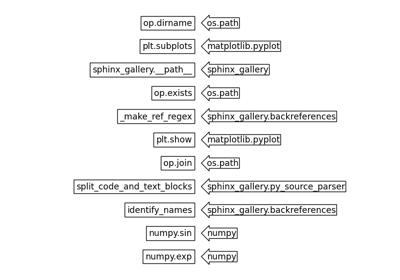 op.dirname os.path
plt.subplots matplotlib.pyplot
sphinx_gallery.__path__ sphinx_gallery
op.exists os.path
_make_ref_regex sphinx_gallery.backreferences
plt.show matplotlib.pyplot
op.join os.path
split_code_and_text_blocks sphinx_gallery.py_source_parser
identify_names sphinx_gallery.backreferences
numpy.sin numpy
numpy.exp numpy